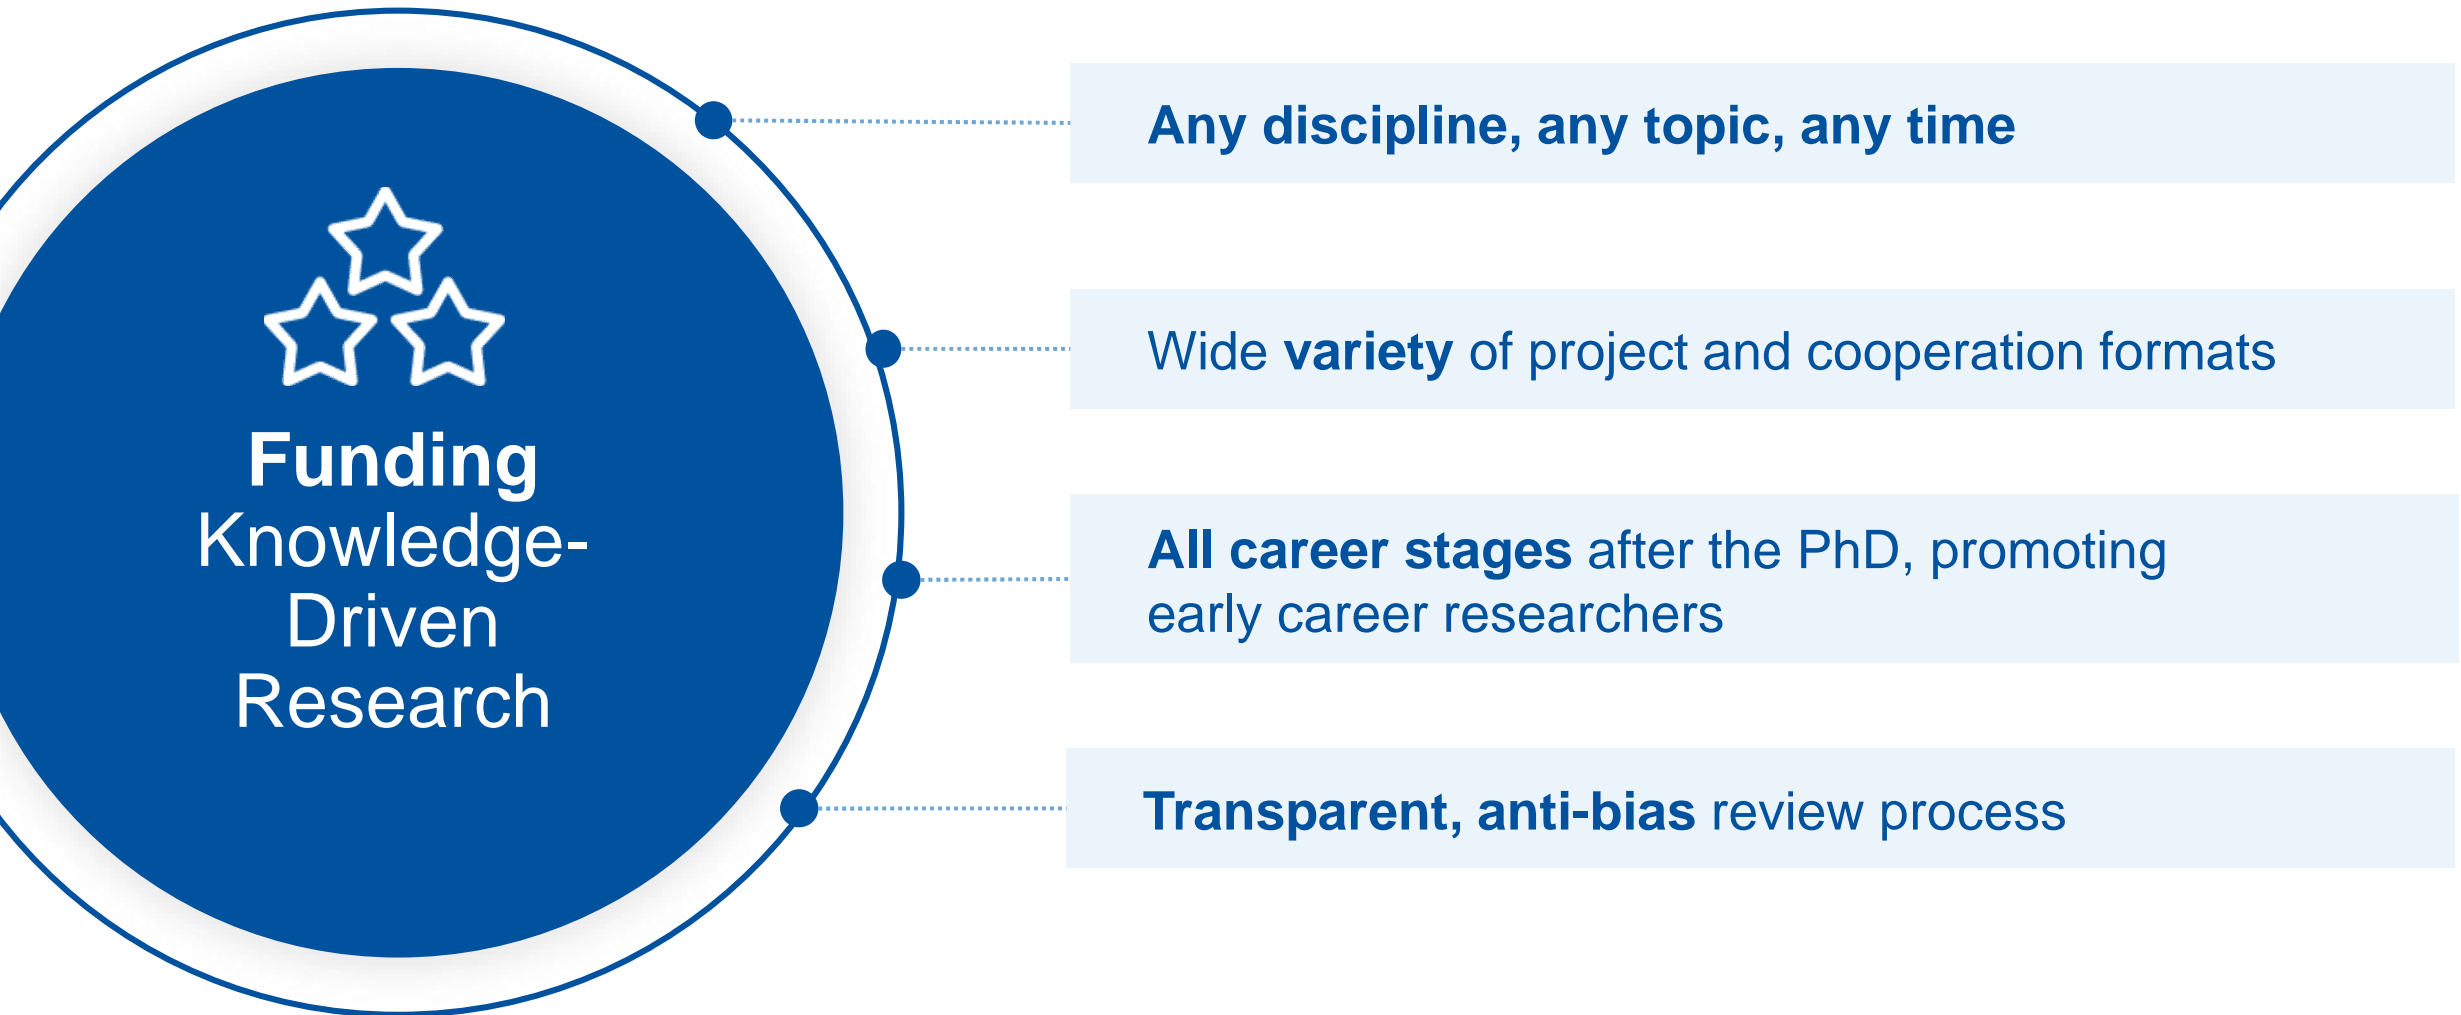 Funding
Knowledge-
Driven
Research
Any discipline, any topic, any time
Wide variety of project and cooperation formats
All career stages after the PhD, promoting
early career researchers
Transparent, anti-bias review process